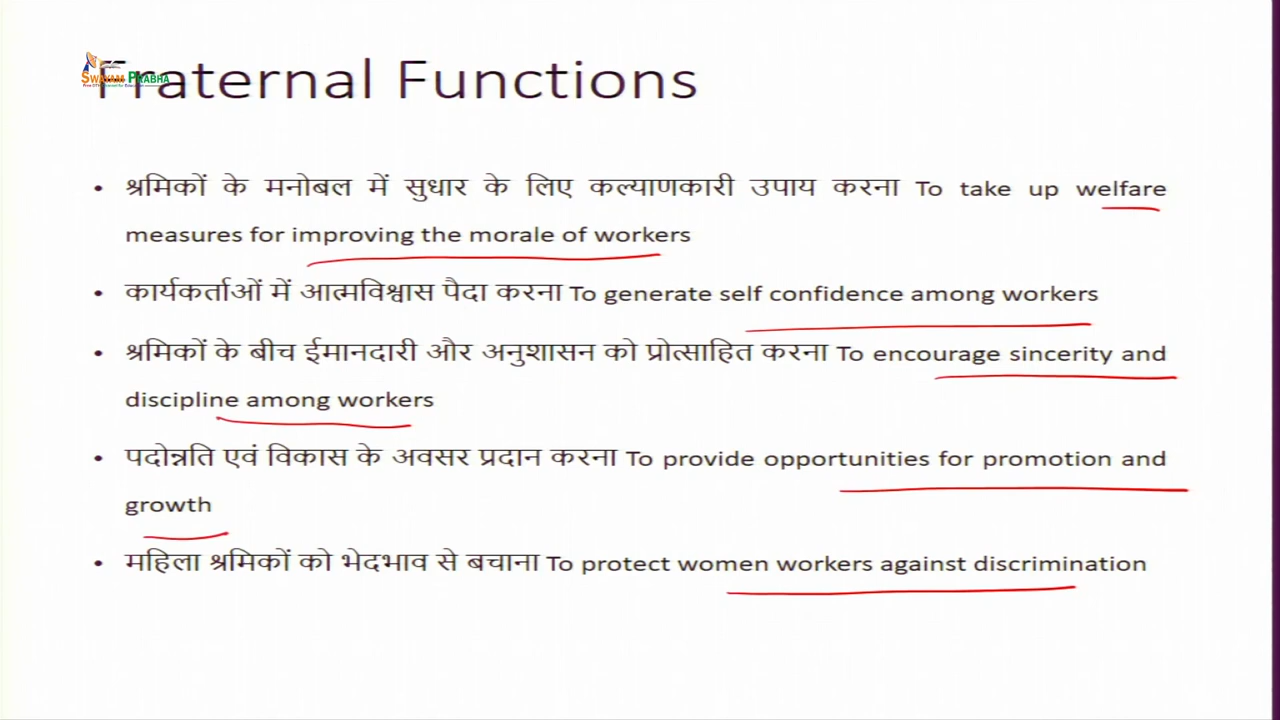 Fraternal Functions
SWAYAM PRABHA
• श्रमिकों के मनोबल में सुधार के लिए कल्याणकारी उपाय करना To take up welfare
measures for improving the morale of workers
• कार्यकर्ताओं में आत्मविश्वास पैदा करना To generate self confidence among workers
• श्रमिकों के बीच ईमानदारी और अनुशासन को प्रोत्साहित करना To encourage sincerity and
discipline among workers
• पदोन्नति एवं विकास के अवसर प्रदान करना To provide opportunities for promotion and
growth
• महिला श्रमिकों को भेदभाव से बचाना To protect women workers against discrimination